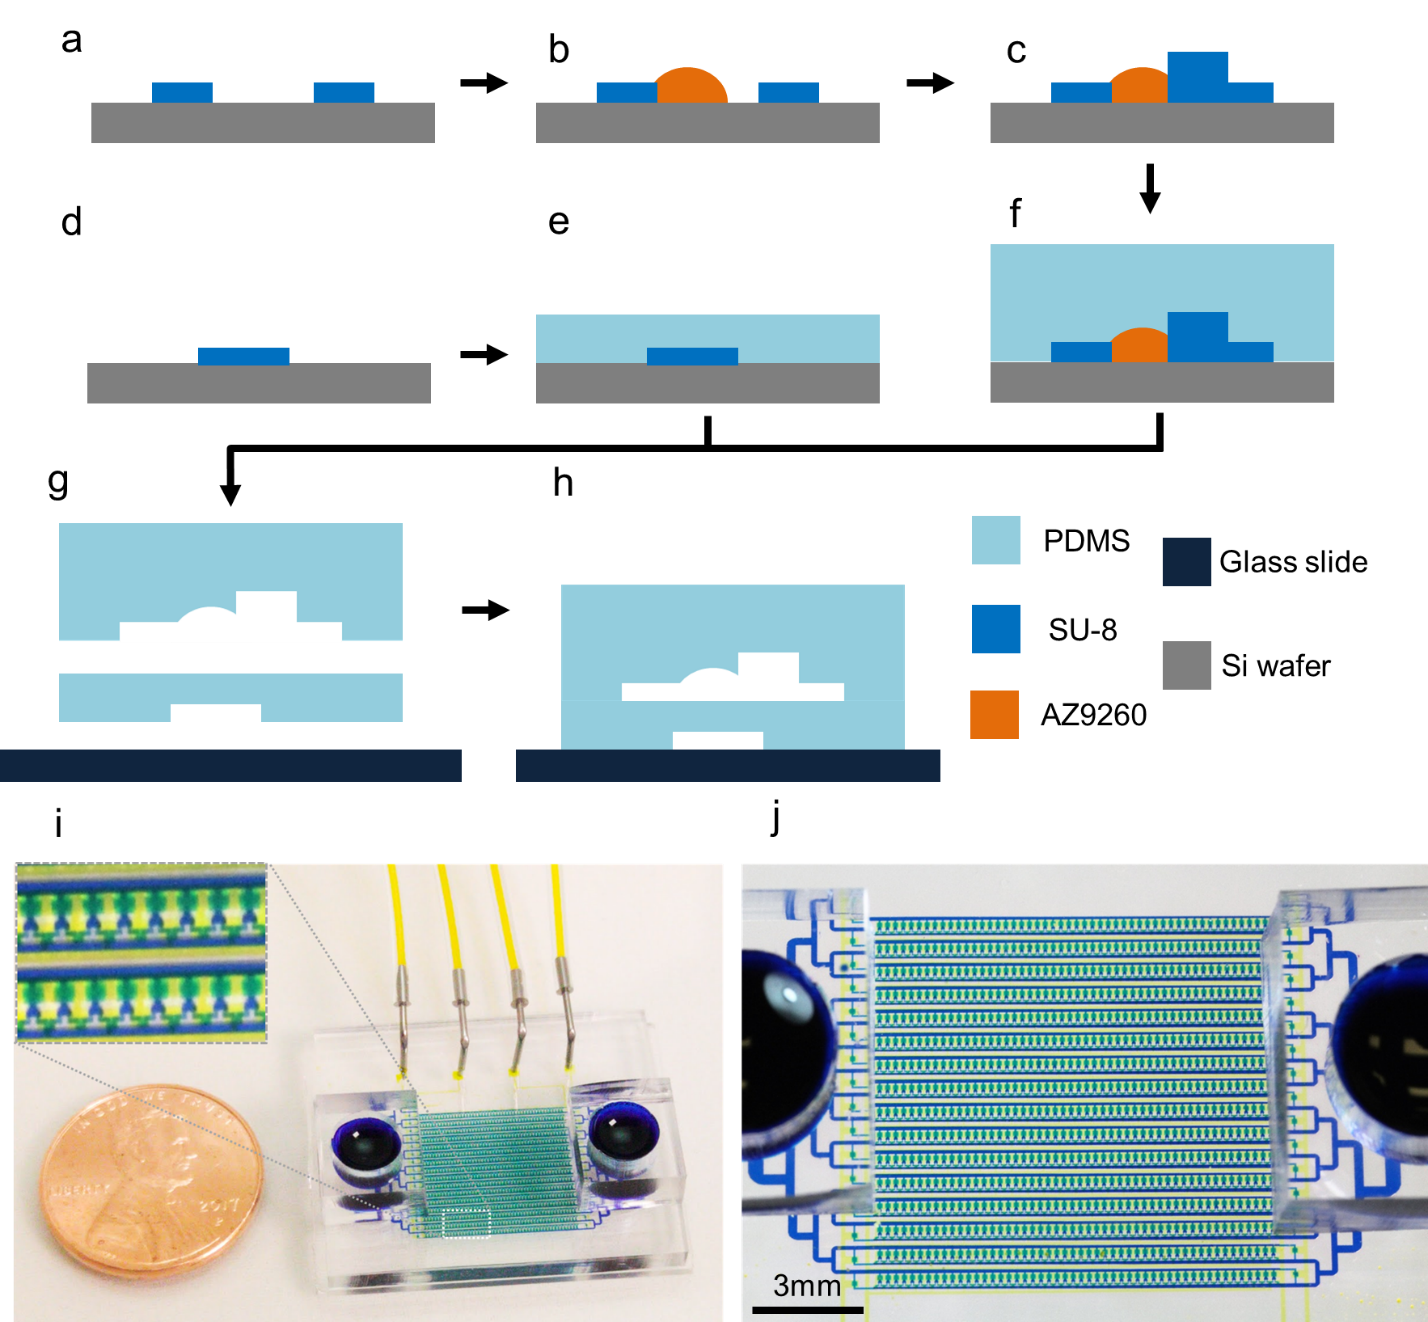 a
b
c
d
e
f
g
h
PDMS
Glass slide
SU-8
Si wafer
AZ9260
i
j
LIBERTY
2017
3mm